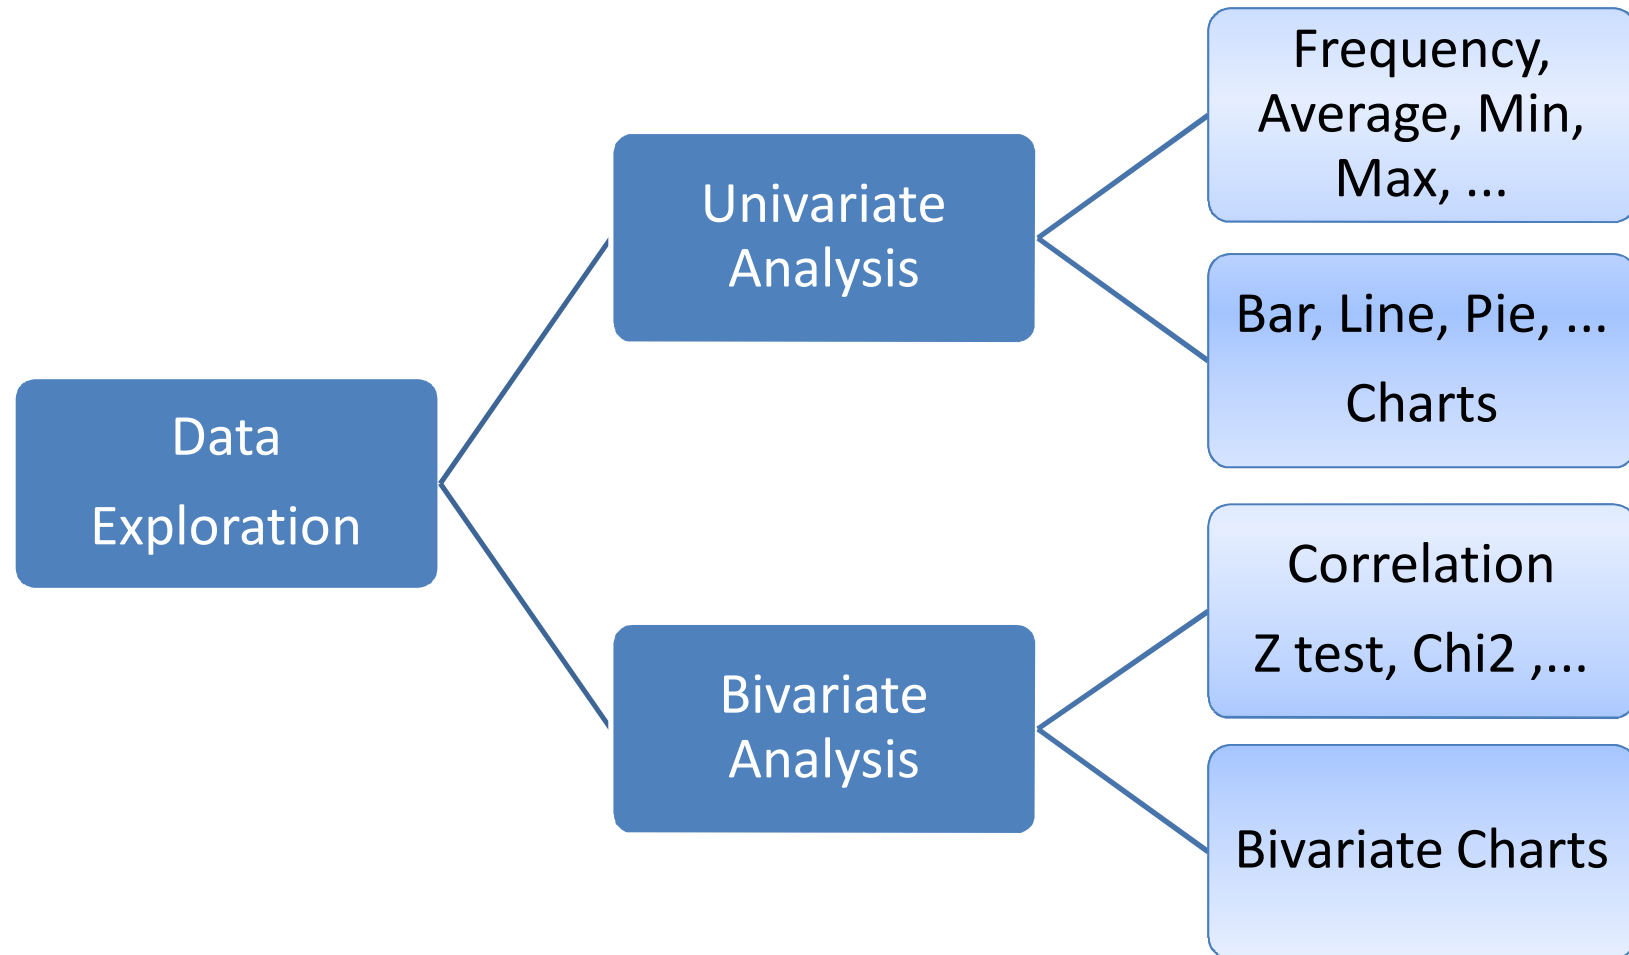 Data
Exploration
Univariate
Analysis
Frequency,
Average, Min,
Max, ...
Bar, Line, Pie, ...
Charts
Bivariate
Analysis
Correlation
Z test, Chi2 ,...
Bivariate Charts